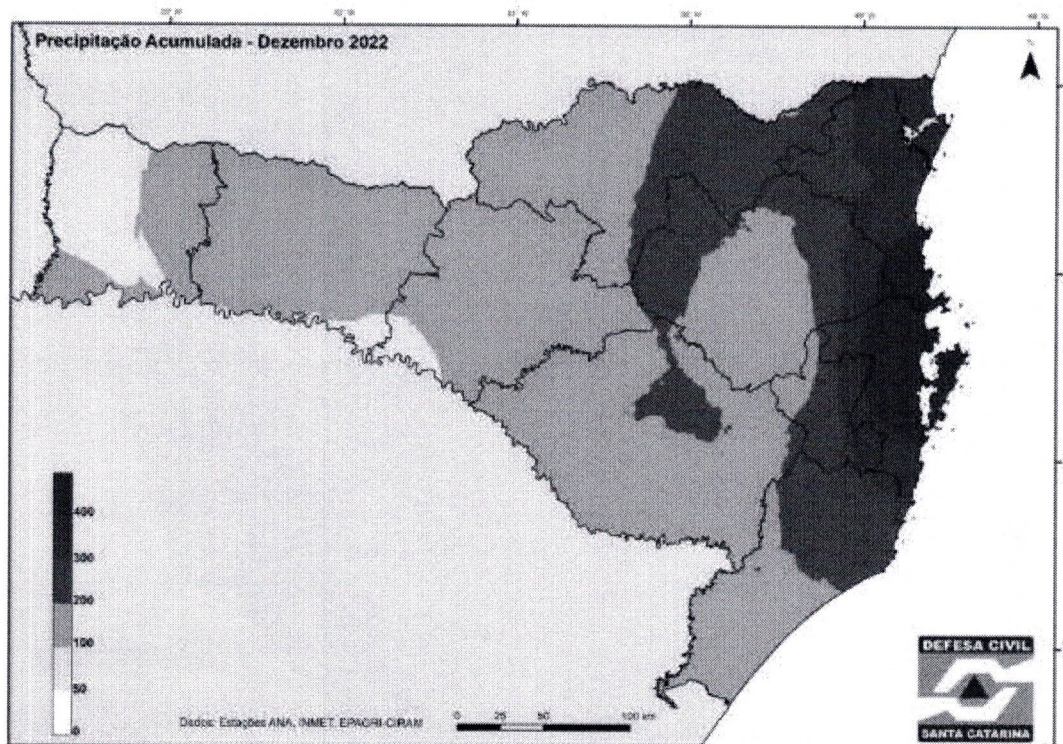 Precipitação Acumulada - Dezembro 2022
400
300
200
100
50
0
Dados: Estações ANA, INMET, EPAGRI-CIRAM
0 25 50 100 km
DEFESA CIVIL
SANTA CATARINA